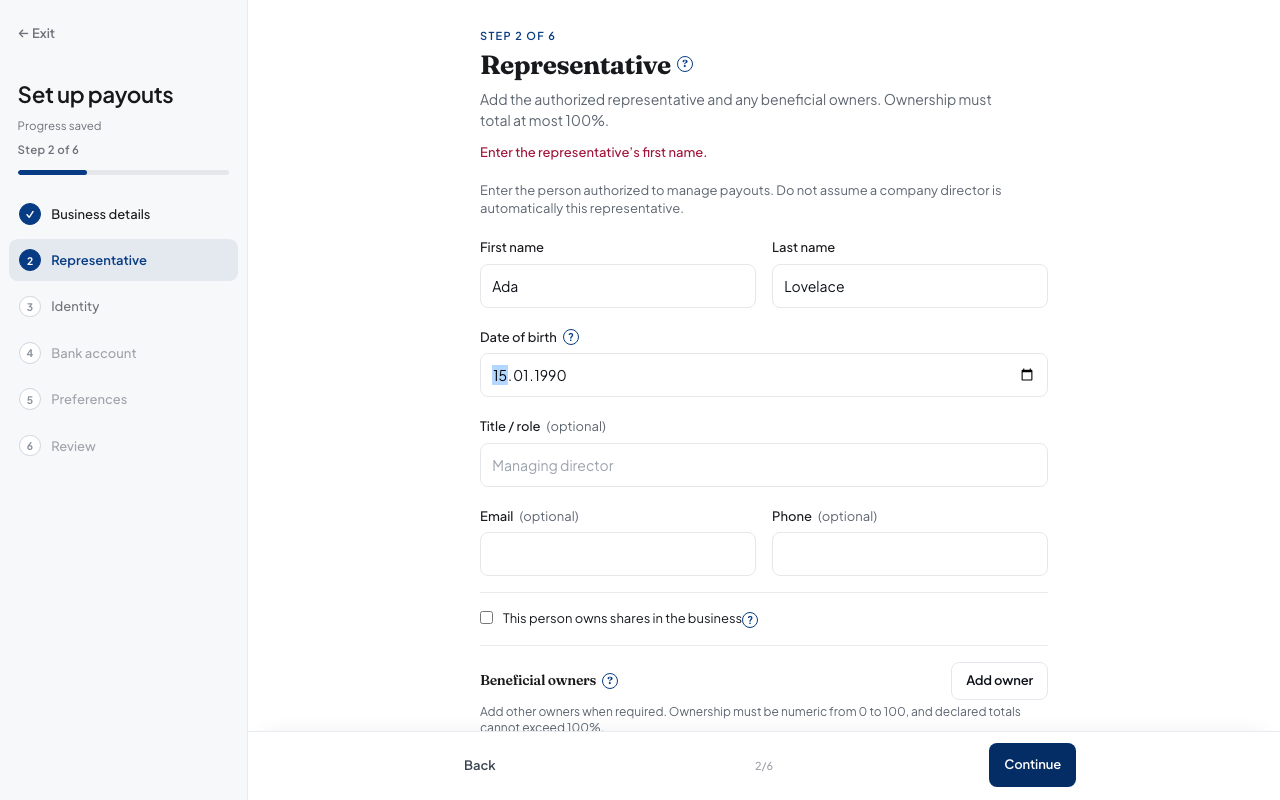 ← Exit
Set up payouts
Progress saved
Step 2 of 6
Business details
2 Representative
3 Identity
4 Bank account
5 Preferences
6 Review
STEP 2 OF 6
Representative ?
Add the authorized representative and any beneficial owners. Ownership must
total at most 100%.
Enter the representative’s first name.
Enter the person authorized to manage payouts. Do not assume a company director is
automatically this representative.
First name Last name
Ada Lovelace
Date of birth ?
15.01.1990
Title / role (optional)
Managing director
Email (optional) Phone (optional)
This person owns shares in the business ?
Beneficial owners ? Add owner
Add other owners when required. Ownership must be numeric from 0 to 100, and declared totals
cannot exceed 100%.
Back 2/6 Continue